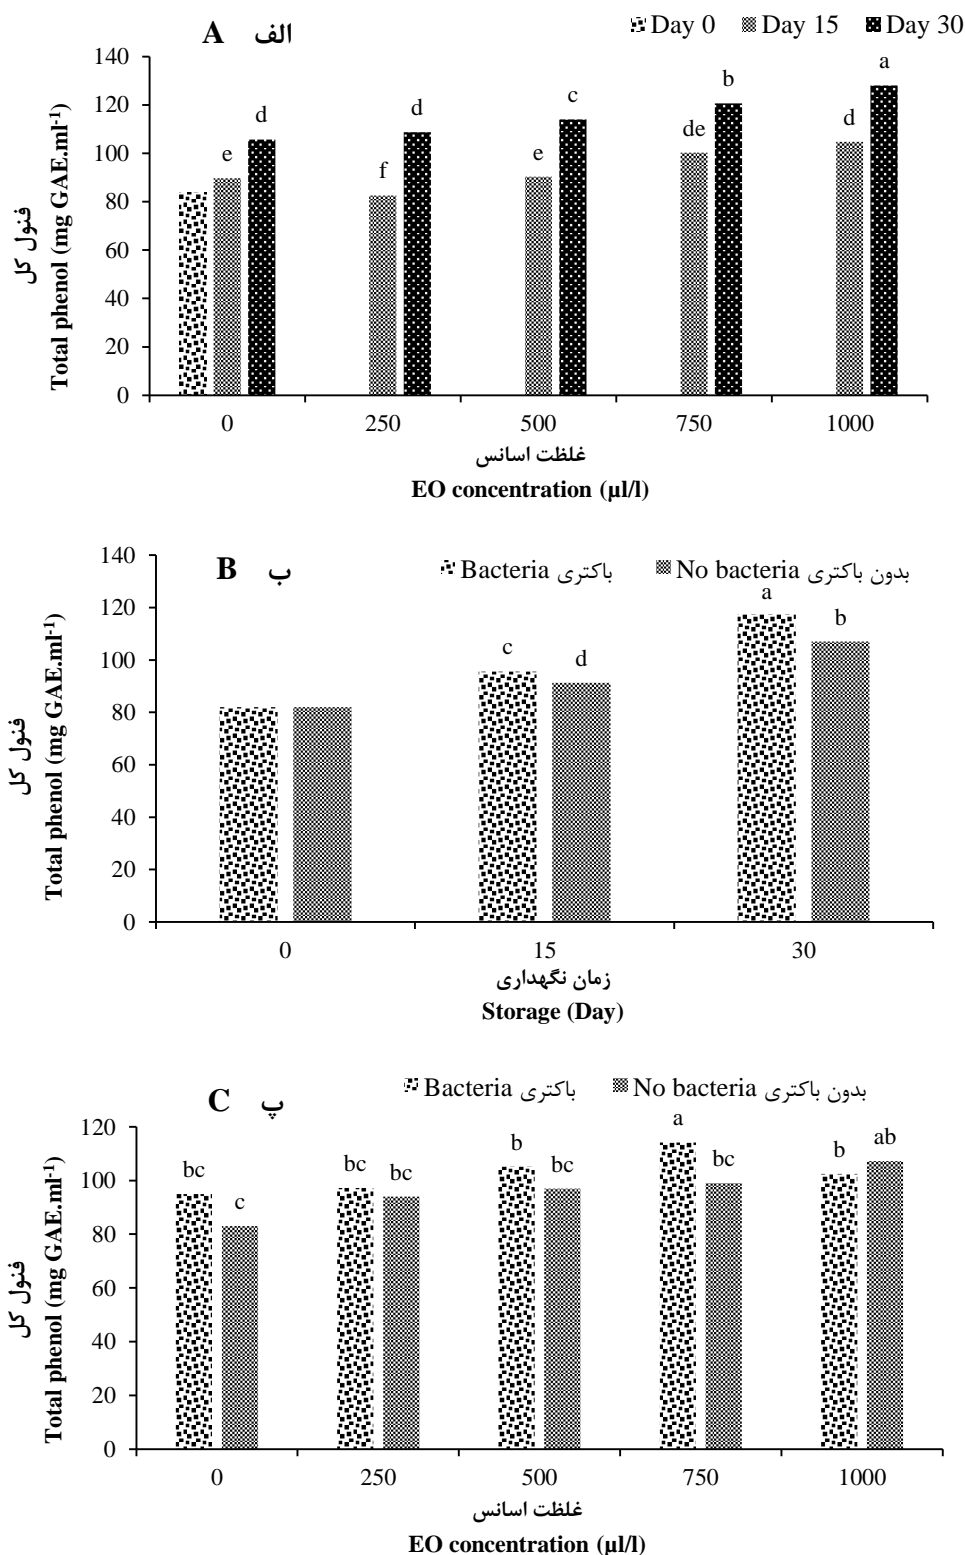 A الف
Day 0 Day 15 Day 30
فنول کل
Total phenol (mg GAE.ml-1)
140
120
100
80
60
40
20
0
e d
f d
e c
de b
d a
0 250 500 750 1000
غلظت اسانس
EO concentration (µl/l)
B ب
Bacteria باکتری No bacteria بدون باکتری
فنول کل
Total phenol (mg GAE.ml-1)
140
120
100
80
60
40
20
0
c d
a b
0 15 30
زمان نگهداری
Storage (Day)
C پ
Bacteria باکتری No bacteria بدون باکتری
فنول کل
Total phenol (mg GAE.ml-1)
120
100
80
60
40
20
0
bc c
bc bc
b bc
a bc
b ab
0 250 500 750 1000
غلظت اسانس
EO concentration (µl/l)